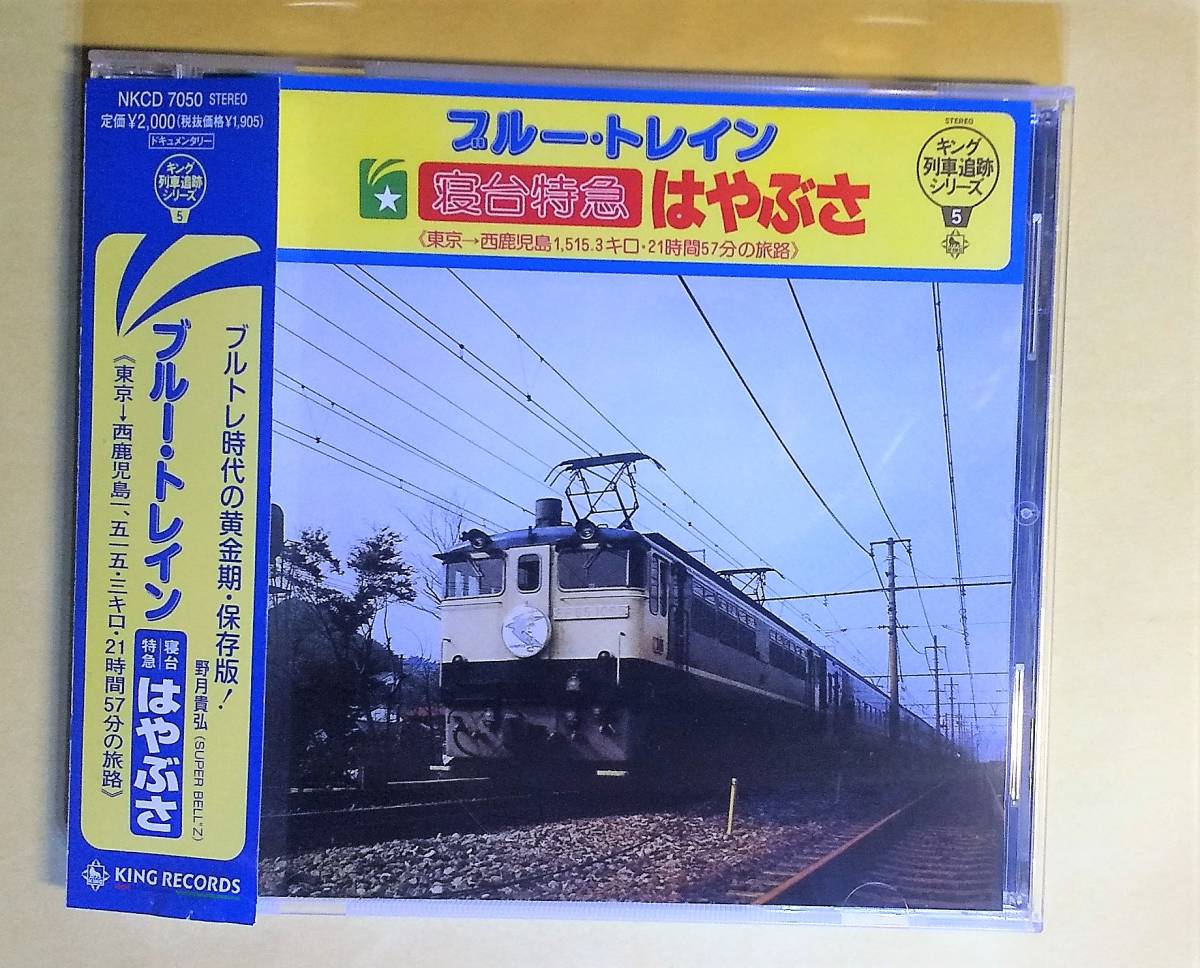 NKCD 7050 STEREO
定価¥2,000(税抜価格¥1,905)
ドキュメンタリー
キング
列車追跡
シリーズ
5
ブルトレ時代の黄金期・保存版!
野月貴弘(SUPER BELL"Z)
ブルー・トレイン
寝台
特急
はやぶさ
《東京→西鹿児島一、五一五・三キロ・21時間57分の旅路》
KING RECORDS
ブルー・トレイン
寝台特急はやぶさ
《東京→西鹿児島1,515.3キロ・21時間57分の旅路》
STEREO
キング
列車追跡
シリーズ
5